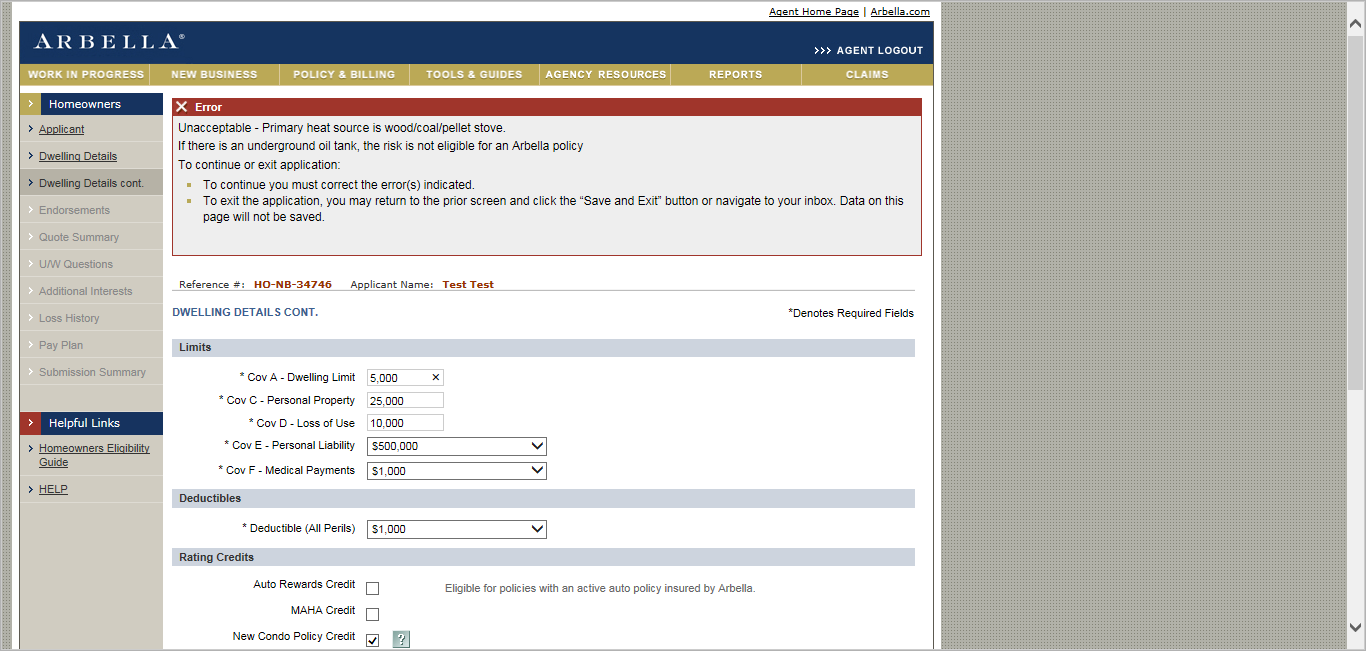 Agent Home Page | Arbella.com
ARBELLA®
>>> AGENT LOGOUT
WORK IN PROGRESS NEW BUSINESS POLICY & BILLING TOOLS & GUIDES AGENCY RESOURCES REPORTS CLAIMS
Homeowners
Applicant
Dwelling Details
Dwelling Details cont.
Endorsements
Quote Summary
U/W Questions
Additional Interests
Loss History
Pay Plan
Submission Summary
Helpful Links
Homeowners Eligibility
Guide
HELP
Error
Unacceptable - Primary heat source is wood/coal/pellet stove.
If there is an underground oil tank, the risk is not eligible for an Arbella policy
To continue or exit application:
To continue you must correct the error(s) indicated.
To exit the application, you may return to the prior screen and click the “Save and Exit” button or navigate to your inbox. Data on this
page will not be saved.
Reference #: HO-NB-34746 Applicant Name: Test Test
DWELLING DETAILS CONT.
*Denotes Required Fields
Limits
* Cov A - Dwelling Limit 5,000
* Cov C - Personal Property 25,000
* Cov D - Loss of Use 10,000
* Cov E - Personal Liability $500,000
* Cov F - Medical Payments $1,000
Deductibles
* Deductible (All Perils) $1,000
Rating Credits
Auto Rewards Credit Eligible for policies with an active auto policy insured by Arbella.
MAHA Credit
New Condo Policy Credit ?